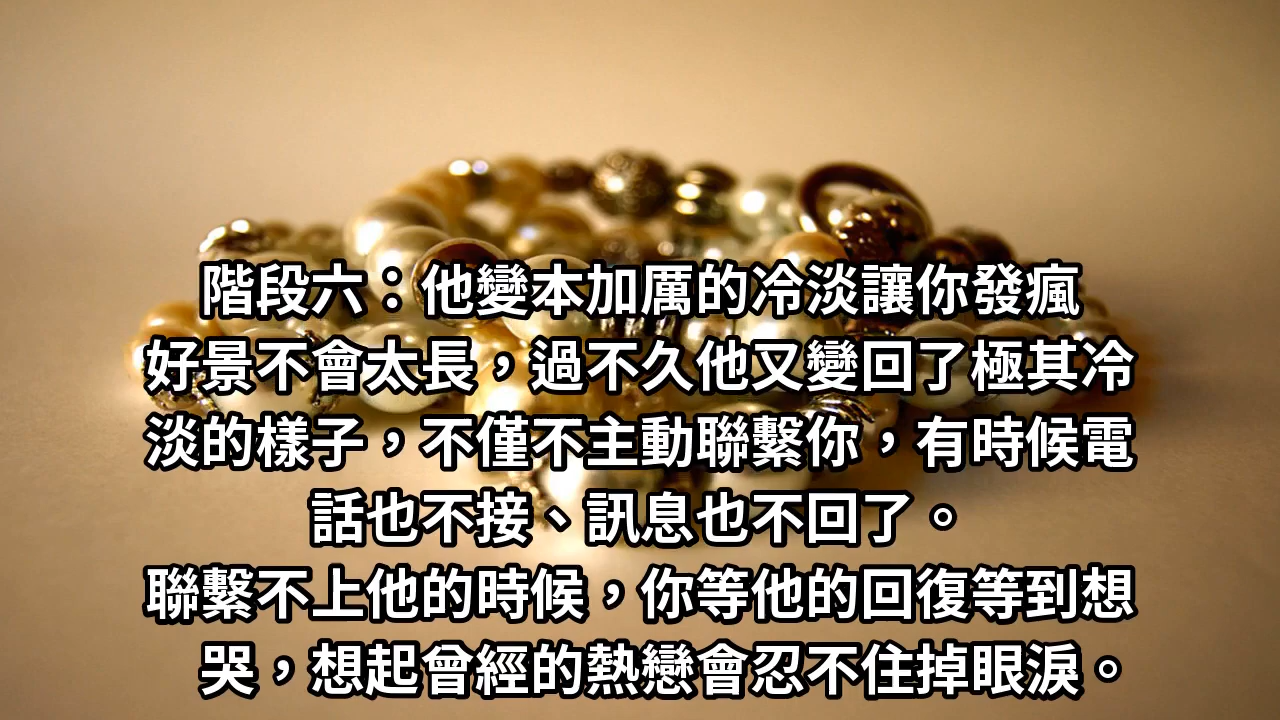 階段六：他變本加厲的冷淡讓你發瘋
好景不會太長，過不久他又變回了極其冷
淡的樣子，不僅不主動聯繫你，有時候電
話也不接、訊息也不回了。
聯繫不上他的時候，你等他的回復等到想
哭，想起曾經的熱戀會忍不住掉眼淚。